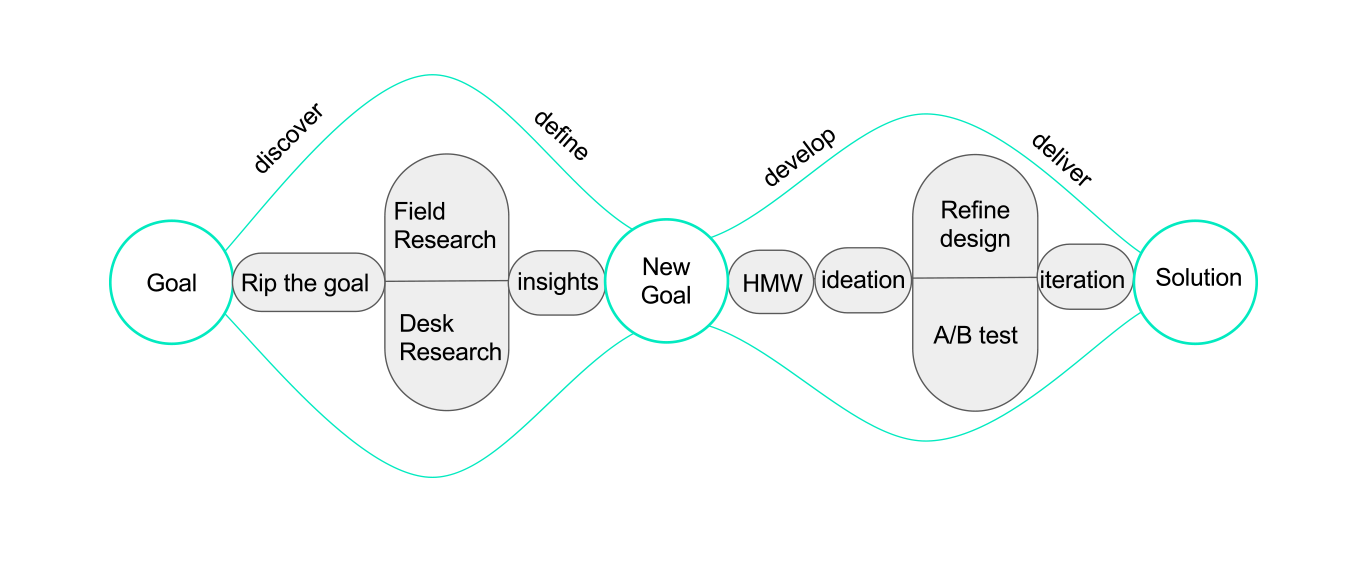 discover
define
develop
deliver
Goal
Rip the goal
Field
Research
Desk
Research
insights
New
Goal
HMW
ideation
Refine
design
A/B test
iteration
Solution